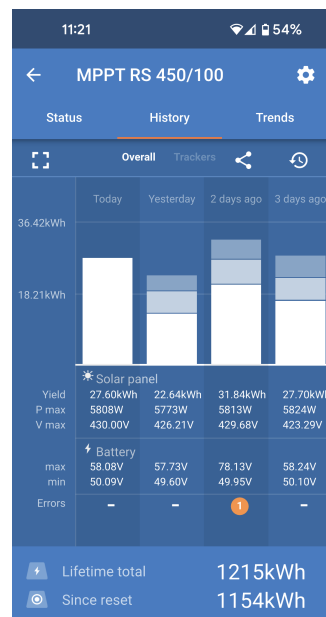 11:21 54%
MPPT RS 450/100
Status History Trends
Overall Trackers
Today Yesterday 2 days ago 3 days ago
36.42kWh
18.21kWh
Solar panel
Yield 27.60kWh 22.64kWh 31.84kWh 27.70kW
P max 5808W 5773W 5813W 5824W
V max 430.00V 426.21V 429.68V 423.29V
Battery
max 58.08V 57.73V 78.13V 58.24V
min 50.09V 49.60V 49.95V 50.10V
Errors – – 1 –
Lifetime total 1215kWh
Since reset 1154kWh